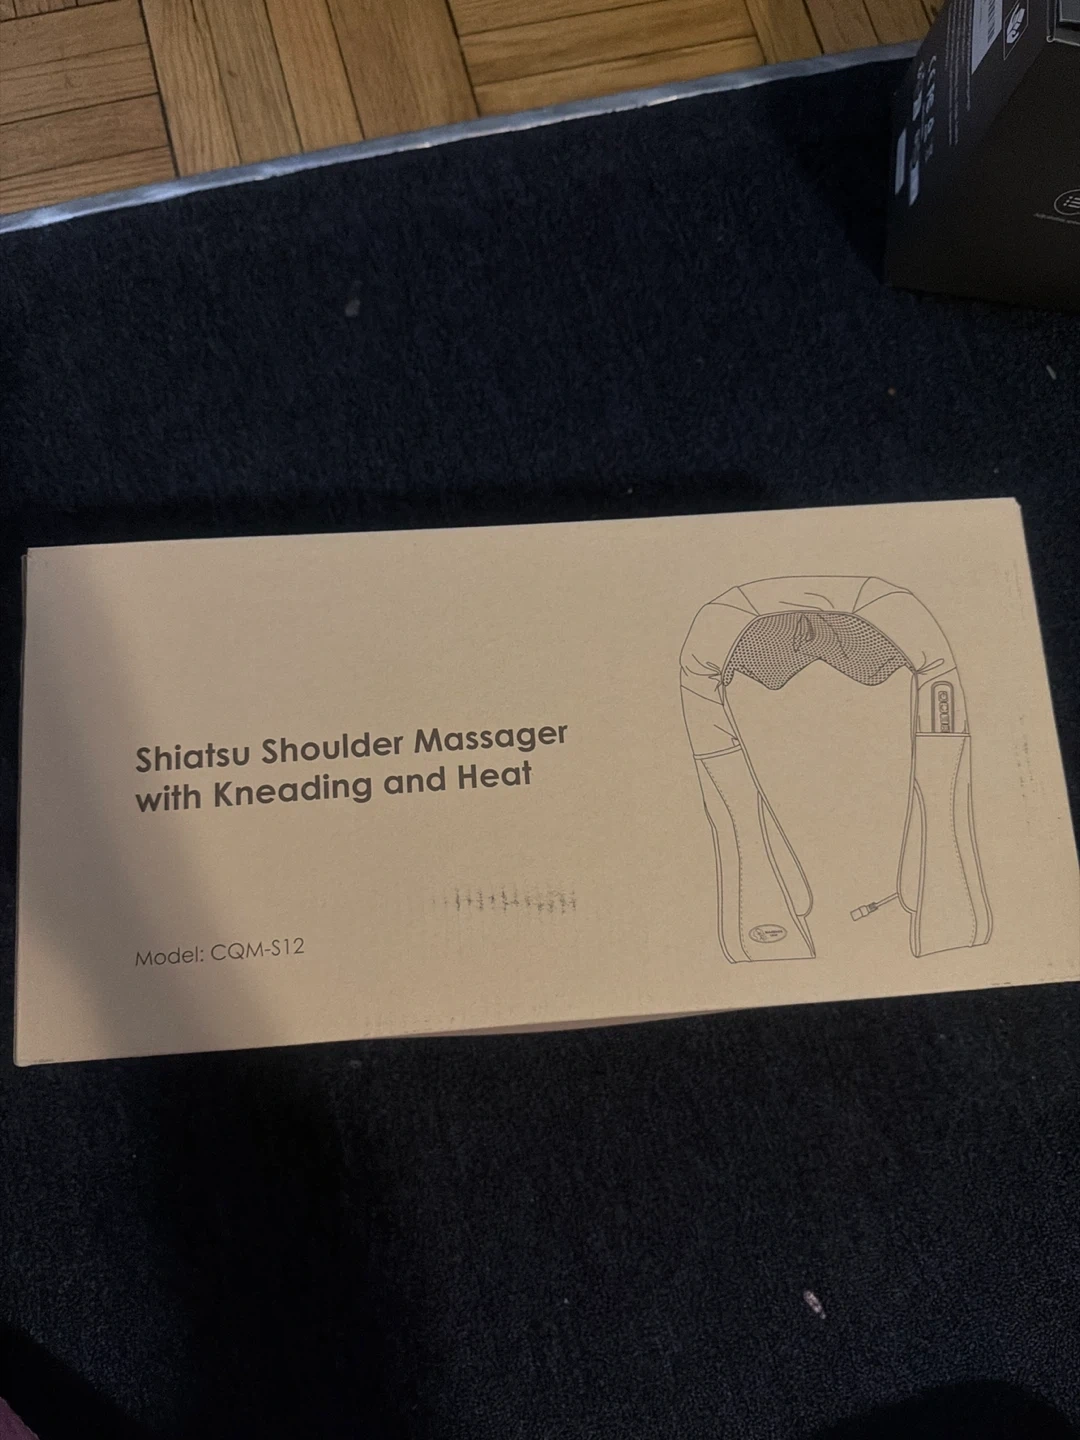 Shiatsu Shoulder Massager
with Kneading and Heat
Model: CQM-S12